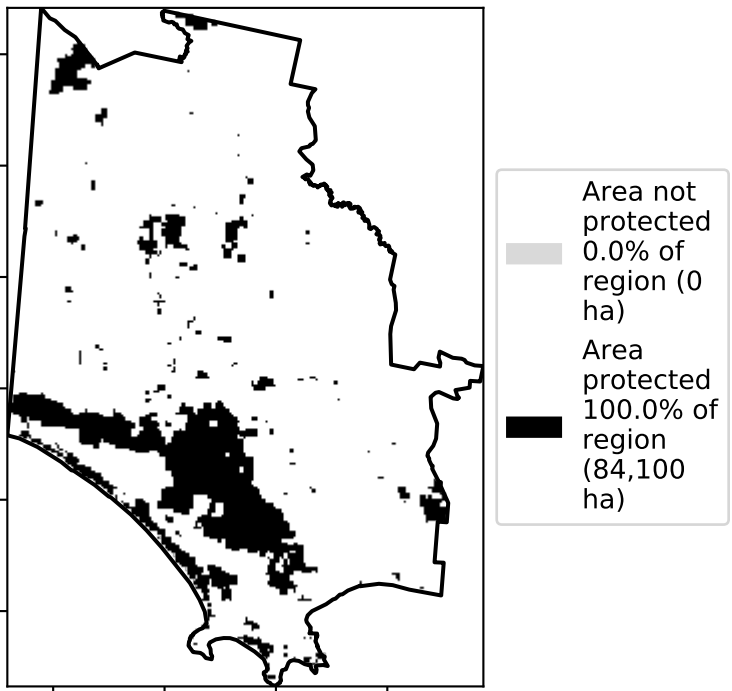 Area not
protected
0.0% of
region (0
ha)
Area
protected
100.0% of
region
(84,100
ha)